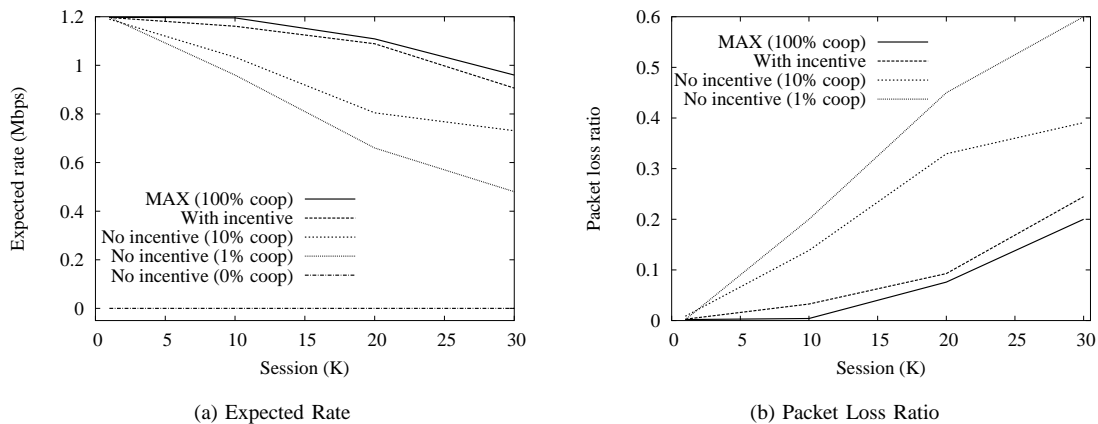 Expected rate (Mbps)
1.2
1
0.8
0.6
0.4
0.2
0
MAX (100% coop)
With incentive
No incentive (10% coop)
No incentive (1% coop)
No incentive (0% coop)
0 5 10 15 20 25 30
Session (K)
(a) Expected Rate
Packet loss ratio
0.6
0.5
0.4
0.3
0.2
0.1
0
MAX (100% coop)
With incentive
No incentive (10% coop)
No incentive (1% coop)
0 5 10 15 20 25 30
Session (K)
(b) Packet Loss Ratio